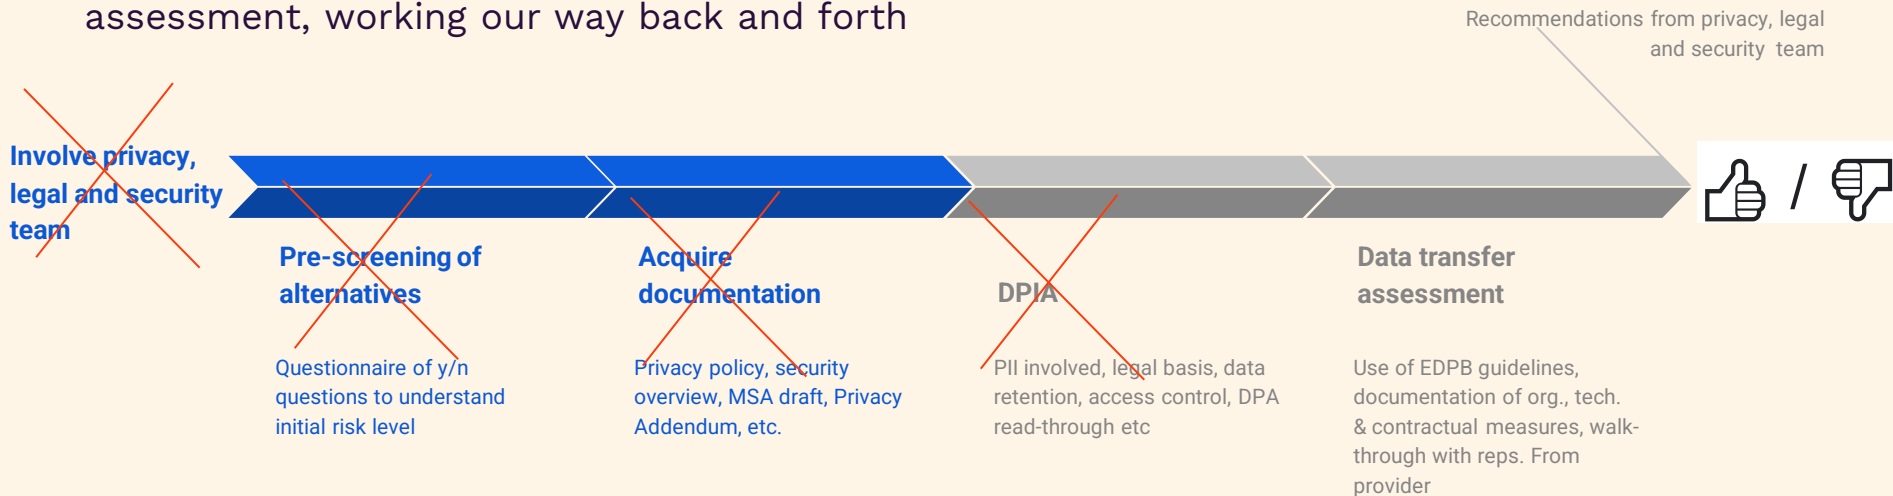 assessment, working our way back and forth
Recommendations from privacy, legal
and security team
Involve privacy,
legal and security
team
/
Pre-screening of
alternatives
Questionnaire of y/n
questions to understand
initial risk level
Acquire
documentation
Privacy policy, security
overview, MSA draft, Privacy
Addendum, etc.
DPIA
PII involved, legal basis, data
retention, access control, DPA
read-through etc
Data transfer
assessment
Use of EDPB guidelines,
documentation of org., tech.
& contractual measures, walk-
through with reps. From
provider